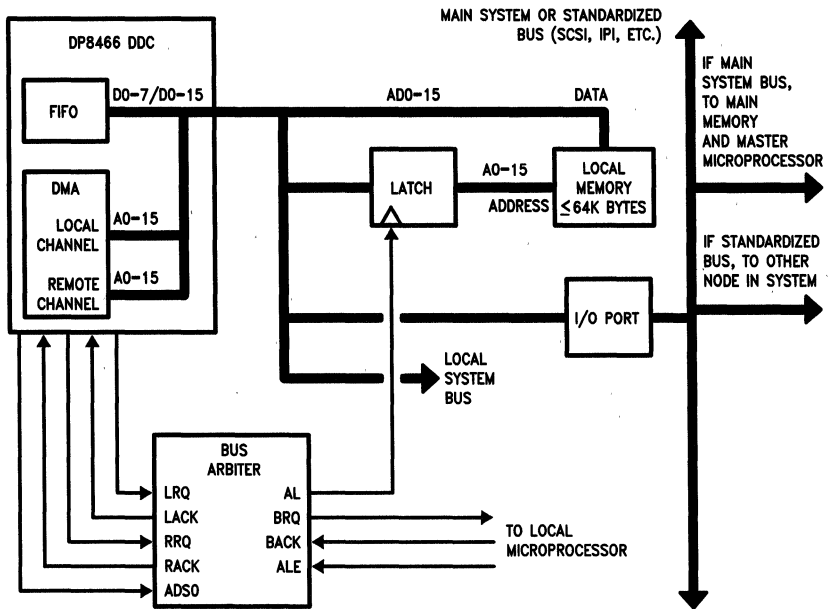 MAIN SYSTEM OR STANDARDIZED
BUS (SCSI, IPI, ETC.)
DP8466 DDC
FIFO
D0-7/D0-15
AD0-15
DATA
IF MAIN
SYSTEM BUS,
TO MAIN
MEMORY
AND MASTER
MICROPROCESSOR
DMA
LOCAL
CHANNEL
A0-15
REMOTE
CHANNEL
A0-15
LATCH
A0-15
ADDRESS
LOCAL
MEMORY
≤64K BYTES
IF STANDARDIZED
BUS, TO OTHER
NODE IN SYSTEM
I/O PORT
LOCAL
SYSTEM
BUS
BUS
ARBITER
LRQ
LACK
RRQ
RACK
ADS0
AL
BRQ
BACK
ALE
TO LOCAL
MICROPROCESSOR